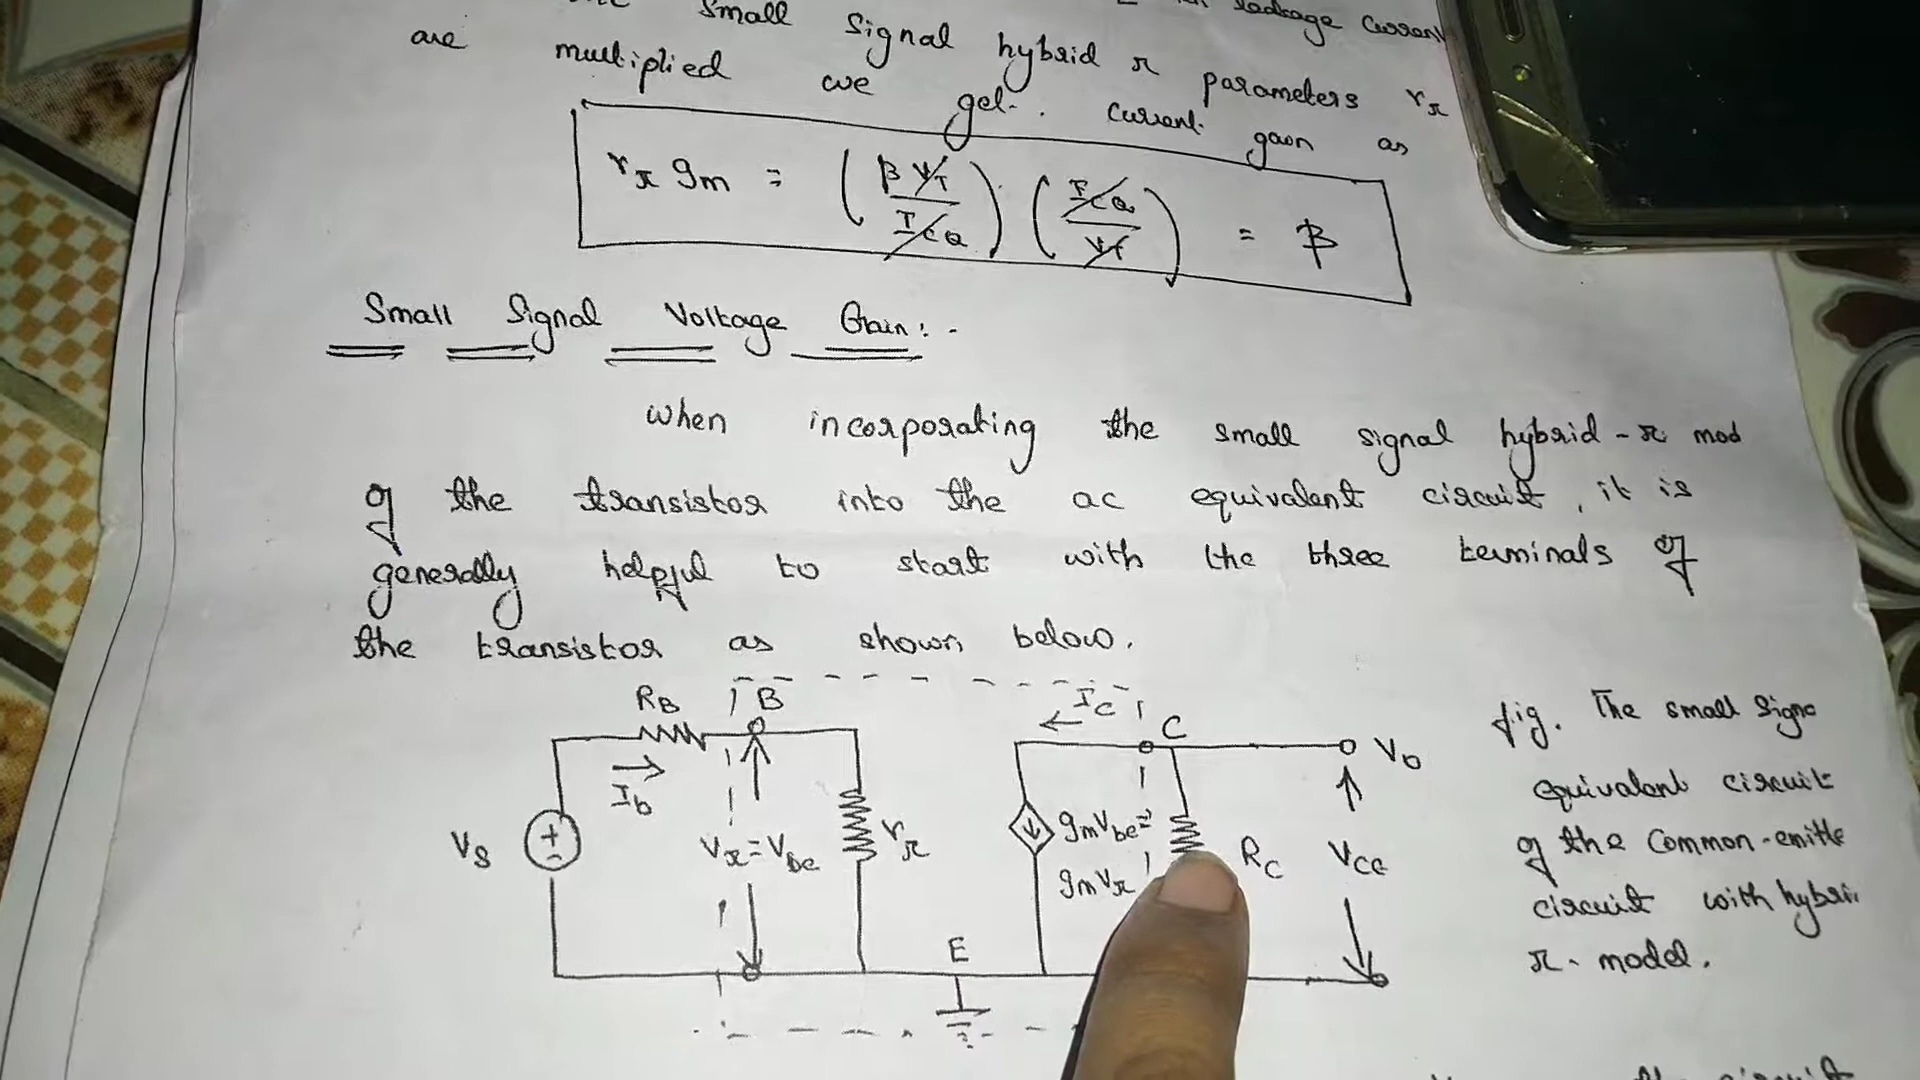 small signal hybrid π parameters rπ
leakage current
are multiplied we get. current gain as
rπ gm = (β VT / ICQ) (ICQ / VT) = β
Small Signal Voltage Gain:-
when incorporating the small signal hybrid-π mod
of the transistor into the ac equivalent circuit, it is
generally helpful to start with the three terminals of
the transistor as shown below.
RB
B
Ic
C
Vo
Ib
Vs
+
-
Vπ=Vbe
rπ
gmVbe=
gmVπ
RC
Vce
E
fig. The small signa
equivalent circuit
of the common-emitte
circuit with hybri
π-model.